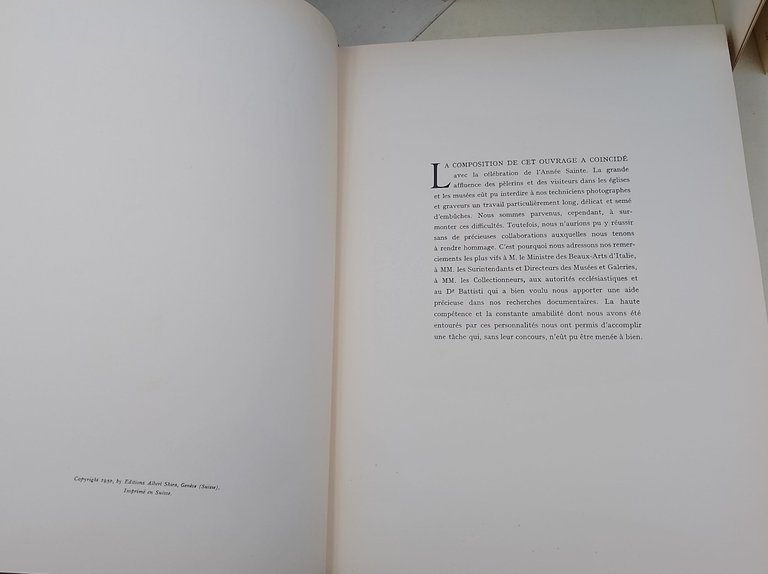 Copyright 1950, by Editions Albert Skira, Genève (Suisse).
Imprimé en Suisse.
LA COMPOSITION DE CET OUVRAGE A COINCIDÉ
avec la célébration de l'Année Sainte. La grande
affluence des pèlerins et des visiteurs dans les églises
et les musées eût pu interdire à nos techniciens photographes
et graveurs un travail particulièrement long, délicat et semé
d'embûches. Nous sommes parvenus, cependant, à sur-
monter ces difficultés. Toutefois, nous n'aurions pu y réussir
sans de précieuses collaborations auxquelles nous tenons
à rendre hommage. C'est pourquoi nous adressons nos remer-
ciements les plus vifs à M. le Ministre des Beaux-Arts d'Italie,
à MM. les Surintendants et Directeurs des Musées et Galeries,
à MM. les Collectionneurs, aux autorités ecclésiastiques et
au Dr Battisti qui a bien voulu nous apporter une aide
précieuse dans nos recherches documentaires. La haute
compétence et la constante amabilité dont nous avons été
entourés par ces personnalités nous ont permis d'accomplir
une tâche qui, sans leur concours, n'eût pu être menée à bien.